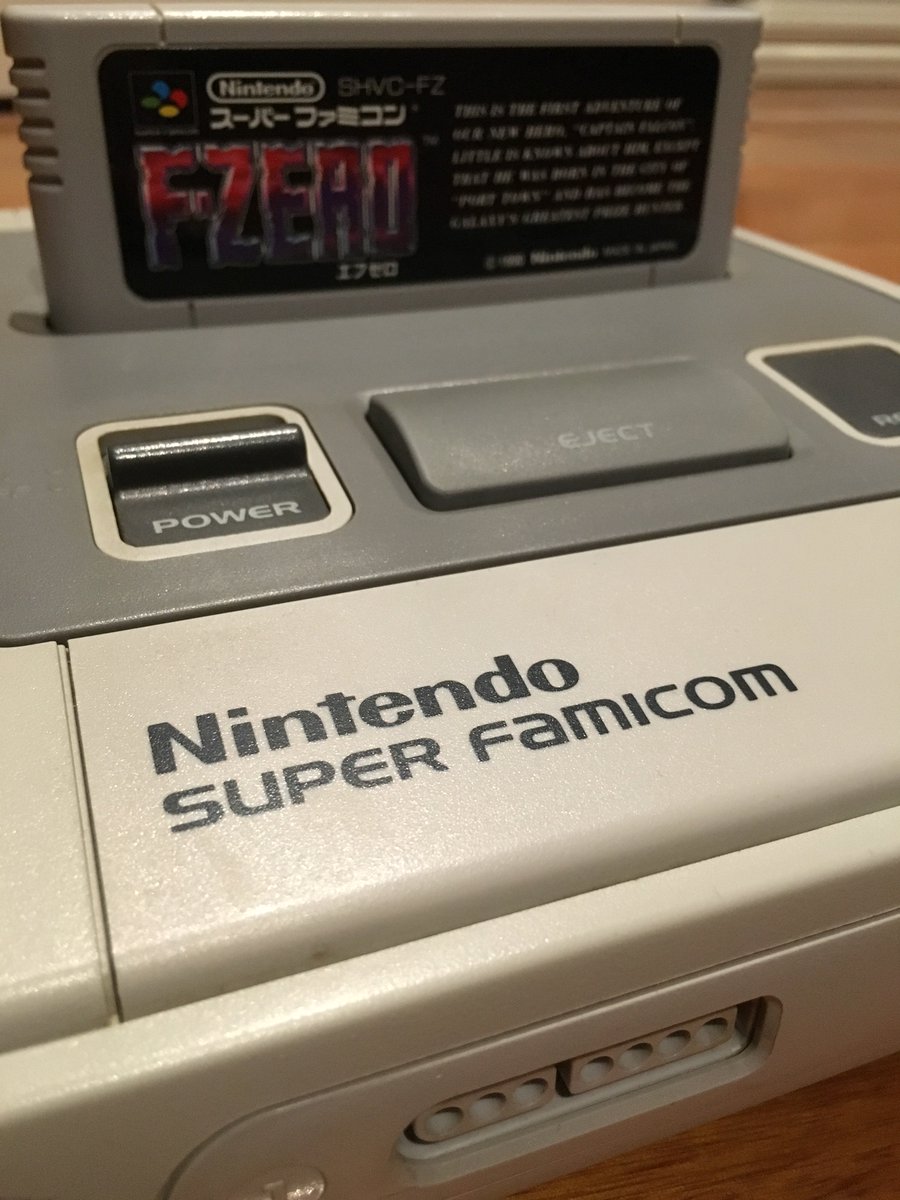 Nintendo SHVC-FZ
スーパーファミコン
F-ZERO™
エフゼロ
THIS IS THE FIRST ADVENTURE OF
OUR NEW HERO, "CAPTAIN FALCON".
LITTLE IS KNOWN ABOUT HIM EXCEPT
THAT HE WAS BORN IN THE CITY OF
"PORT TOWN" AND HAS BECOME THE
GALAXY'S GREATEST PRIZE HUNTER.
Nintendo MADE IN JAPAN
POWER
EJECT
Nintendo
SUPER FAMICOM